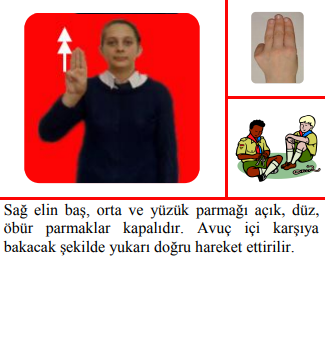 Sağ elin baş, orta ve yüzük parmağı açık, düz,
öbür parmaklar kapalıdır. Avuç içi karşıya
bakacak şekilde yukarı doğru hareket ettirilir.